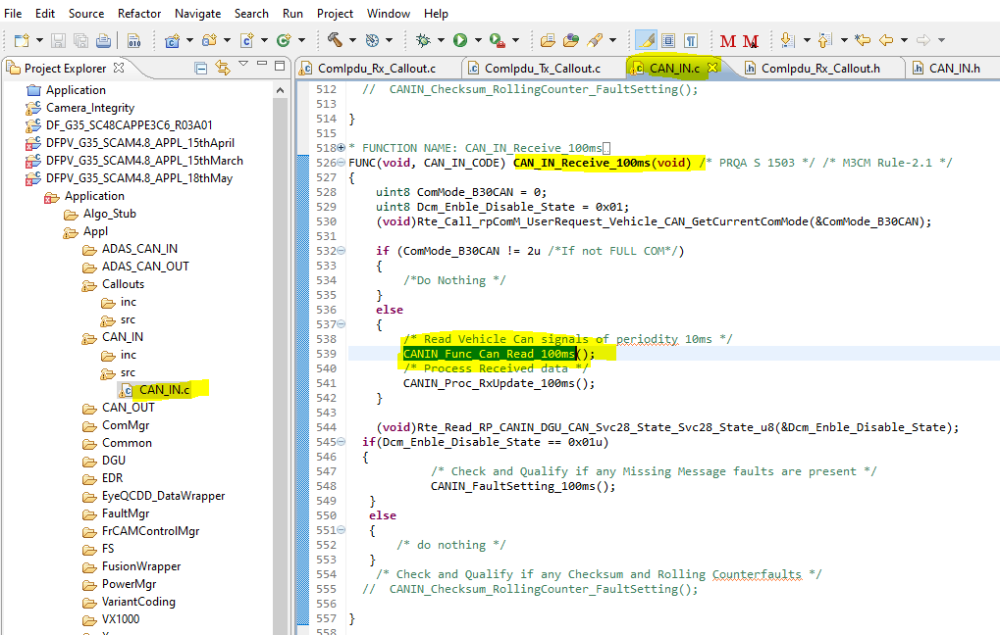 File Edit Source Refactor Navigate Search Run Project Window Help
Project Explorer
Application
Camera_Integrity
DF_G35_SC48CAPPE3C6_R03A01
DFPV_G35_SCAM4.8_APPL_15thApril
DFPV_G35_SCAM4.8_APPL_15thMarch
DFPV_G35_SCAM4.8_APPL_18thMay
Application
Algo_Stub
Appl
ADAS_CAN_IN
ADAS_CAN_OUT
Callouts
inc
src
CAN_IN
inc
src
CAN_IN.c
CAN_OUT
ComMgr
Common
DGU
EDR
EyeQCDD_DataWrapper
FaultMgr
FrCAMControlMgr
FS
FusionWrapper
PowerMgr
VariantCoding
VX1000
ComIpdu_Rx_Callout.c ComIpdu_Tx_Callout.c CAN_IN.c ComIpdu_Rx_Callout.h CAN_IN.h
512 // CANIN_Checksum_RollingCounter_FaultSetting();
513
514 }
515
518 * FUNCTION NAME: CAN_IN_Receive_100ms
526 FUNC(void, CAN_IN_CODE) CAN_IN_Receive_100ms(void) /* PRQA S 1503 */ /* M3CM Rule-2.1 */
527 {
528 uint8 ComMode_B30CAN = 0;
529 uint8 Dcm_Enble_Disable_State = 0x01;
530 (void)Rte_Call_rpComM_UserRequest_Vehicle_CAN_GetCurrentComMode(&ComMode_B30CAN);
531
532 if (ComMode_B30CAN != 2u /*If not FULL COM*/)
533 {
534 /*Do Nothing */
535 }
536 else
537 {
538 /* Read Vehicle Can signals of periodity 10ms */
539 CANIN_Func_Can_Read_100ms();
540 /* Process Received data */
541 CANIN_Proc_RxUpdate_100ms();
542 }
543
544 (void)Rte_Read_RP_CANIN_DGU_CAN_Svc28_State_Svc28_State_u8(&Dcm_Enble_Disable_State);
545 if(Dcm_Enble_Disable_State == 0x01u)
546 {
547 /* Check and Qualify if any Missing Message faults are present */
548 CANIN_FaultSetting_100ms();
549 }
550 else
551 {
552 /* do nothing */
553 }
554 /* Check and Qualify if any Checksum and Rolling Counterfaults */
555 // CANIN_Checksum_RollingCounter_FaultSetting();
556
557 }
558